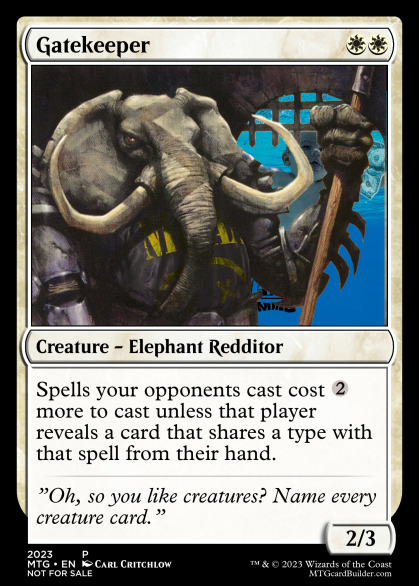 Gatekeeper
Creature – Elephant Redditor
Spells your opponents cast cost 2
more to cast unless that player
reveals a card that shares a type with
that spell from their hand.
"Oh, so you like creatures? Name every
creature card."
2/3
2023 P
MTG • EN Carl Critchlow
NOT FOR SALE
™ & © 2023 Wizards of the Coast
MTGcardBuilder.com